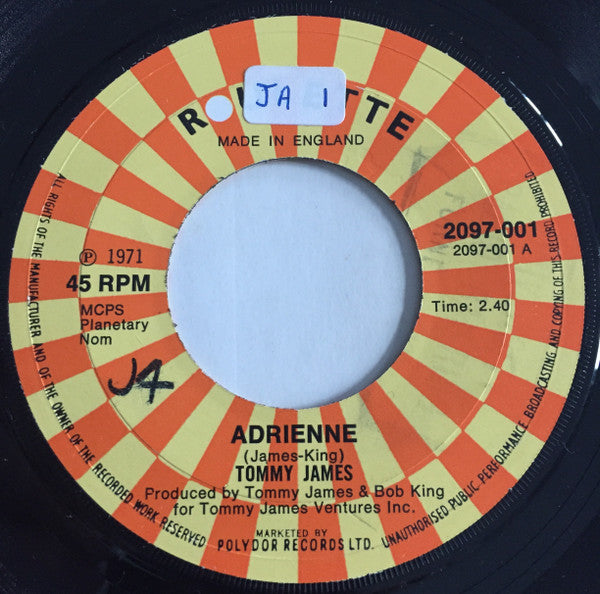 JA 1
R TTE
MADE IN ENGLAND
℗ 1971
45 RPM
MCPS
Planetary
Nom
J4
2097-001
2097-001 A
Time: 2.40
ADRIENNE
(James-King)
TOMMY JAMES
Produced by Tommy James & Bob King
for Tommy James Ventures Inc.
MARKETED BY
POLYDOR RECORDS LTD.
ALL RIGHTS OF THE MANUFACTURER AND OF THE OWNER OF THE RECORDED WORK RESERVED
UNAUTHORISED PUBLIC PERFORMANCE BROADCASTING AND COPYING OF THIS RECORD PROHIBITED